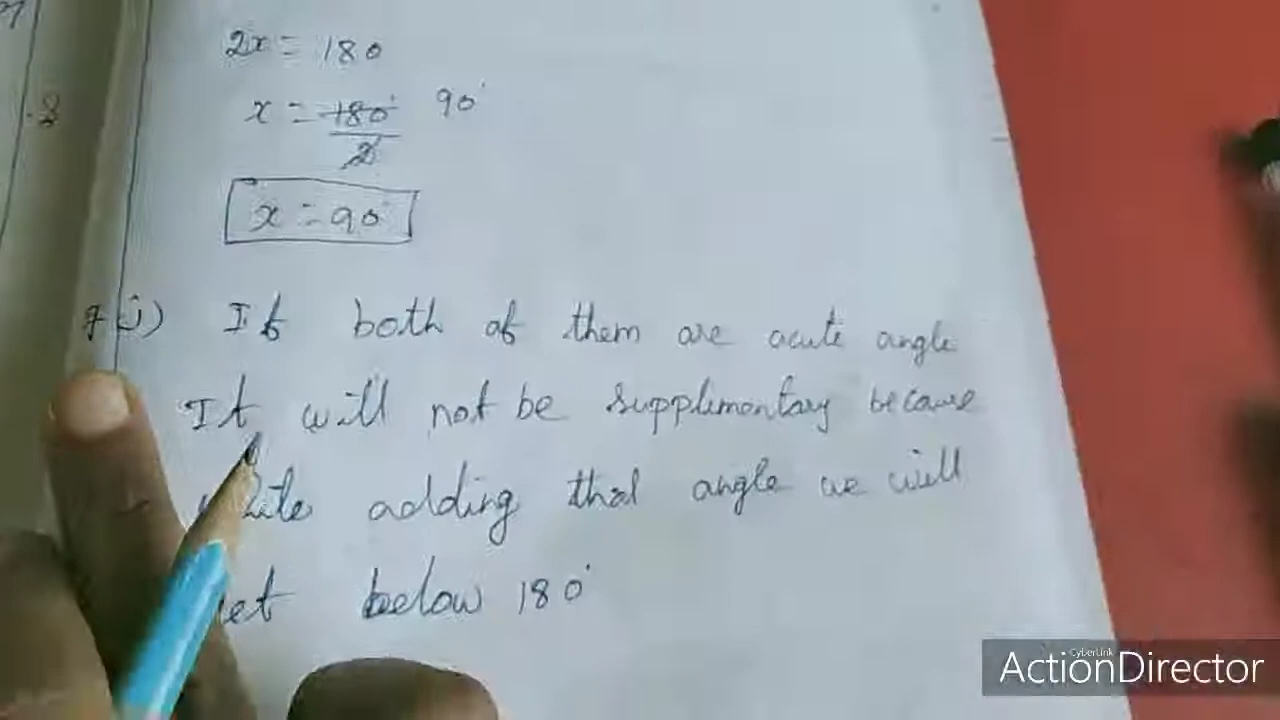 2x = 180
x = 180°/2 90°
x = 90°
7 i) If both of them are acute angle
It will not be supplimentary because
adding that angle we will
below 180°
CyberLink
ActionDirector